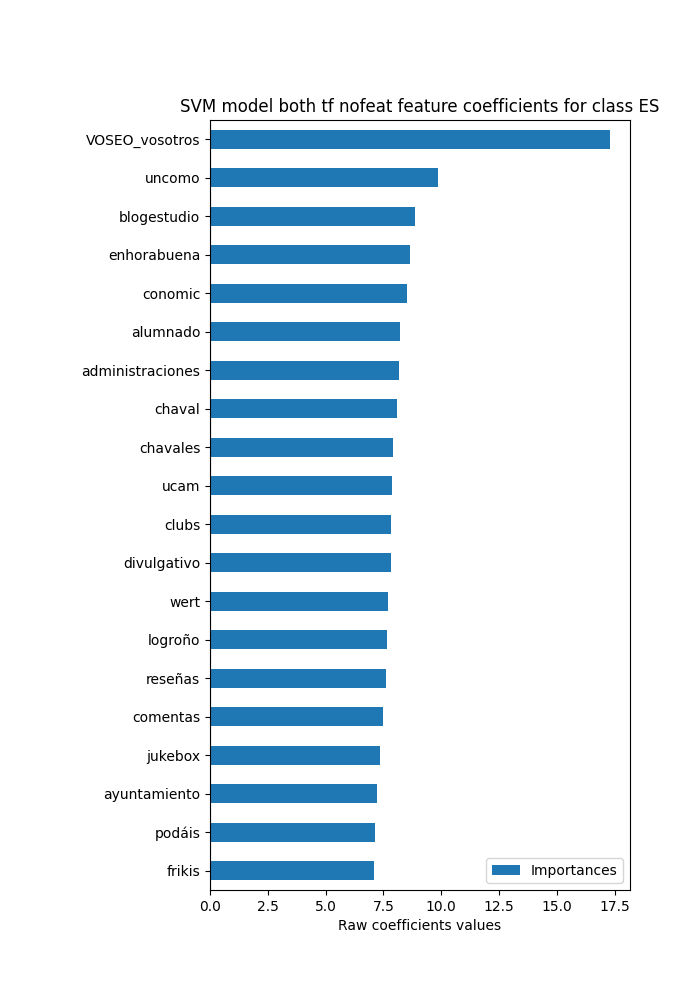 SVM model both tf nofeat feature coefficients for class ES
VOSEO_vosotros
uncomo
blogestudio
enhorabuena
conomic
alumnado
administraciones
chaval
chavales
ucam
clubs
divulgativo
wert
logroño
reseñas
comentas
jukebox
ayuntamiento
podáis
frikis
Importances
0.0 2.5 5.0 7.5 10.0 12.5 15.0 17.5
Raw coefficients values